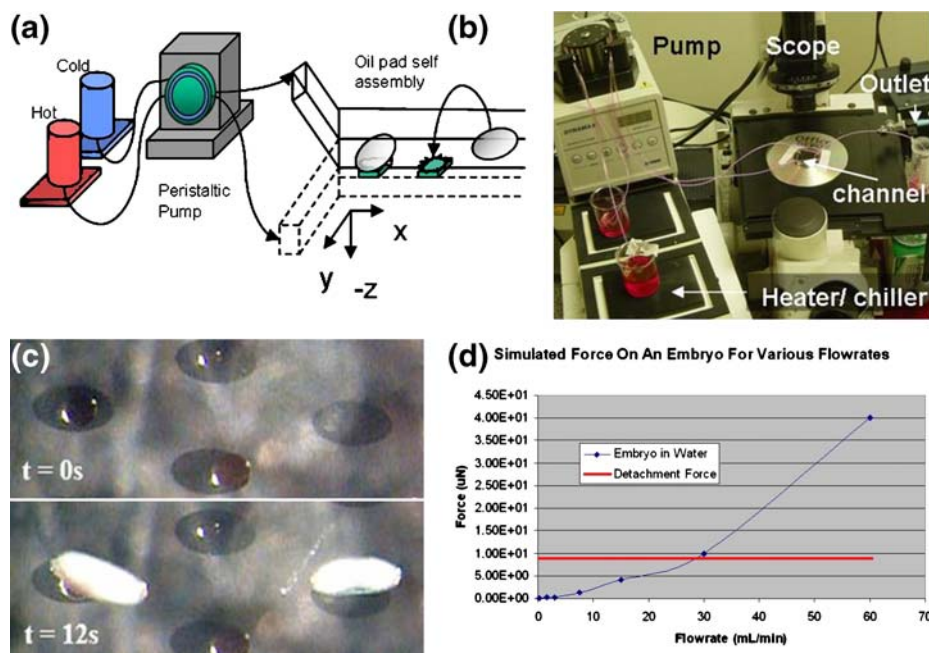 (a)
Cold
Hot
Peristaltic
Pump
Oil pad self
assembly
x
y
-z
(b)
Pump
Scope
Outlet
channel
Heater/ chiller
(c)
t = 0s
t = 12s
(d) Simulated Force On An Embryo For Various Flowrates
4.50E+01
4.00E+01
3.50E+01
3.00E+01
2.50E+01
2.00E+01
1.50E+01
1.00E+01
5.00E+00
0.00E+00
Force (uN)
Embryo in Water
Detachment Force
0 10 20 30 40 50 60 70
Flowrate (mL/min)